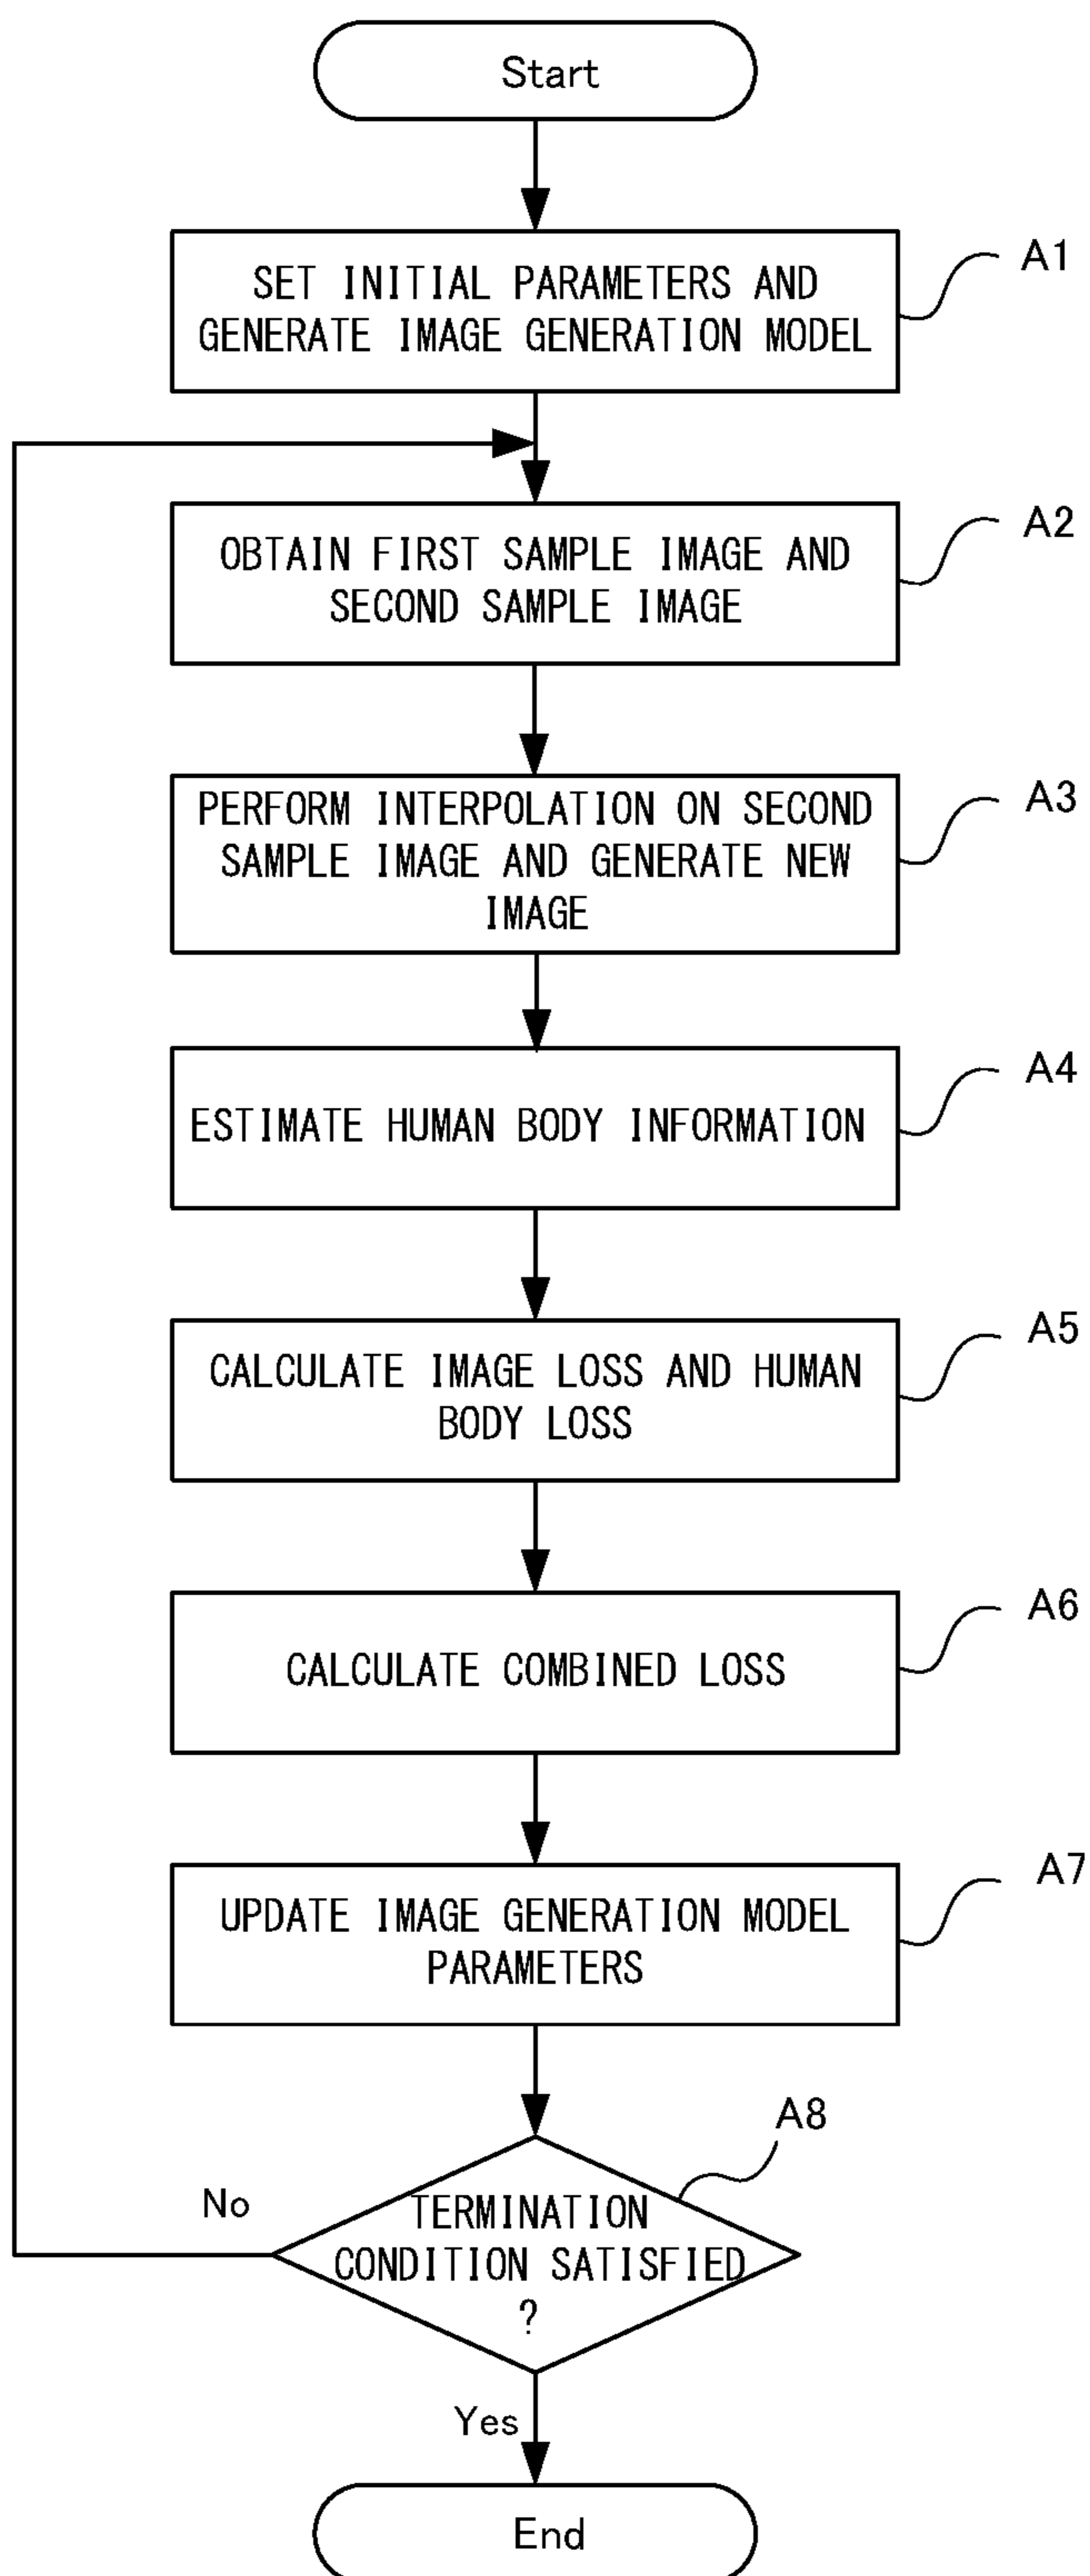 Start
SET INITIAL PARAMETERS AND
GENERATE IMAGE GENERATION MODEL
A1
OBTAIN FIRST SAMPLE IMAGE AND
SECOND SAMPLE IMAGE
A2
PERFORM INTERPOLATION ON SECOND
SAMPLE IMAGE AND GENERATE NEW
IMAGE
A3
ESTIMATE HUMAN BODY INFORMATION
A4
CALCULATE IMAGE LOSS AND HUMAN
BODY LOSS
A5
CALCULATE COMBINED LOSS
A6
UPDATE IMAGE GENERATION MODEL
PARAMETERS
A7
A8
No
TERMINATION
CONDITION SATISFIED
?
Yes
End